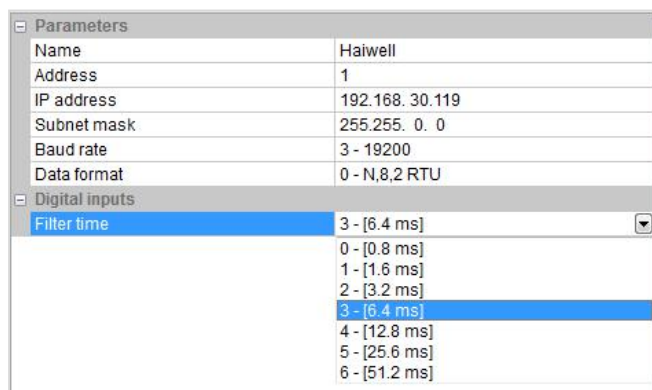 Parameters
Name Haiwell
Address 1
IP address 192.168. 30.119
Subnet mask 255.255. 0. 0
Baud rate 3 - 19200
Data format 0 - N,8,2 RTU
Digital inputs
Filter time 3 - [6.4 ms]
0 - [0.8 ms]
1 - [1.6 ms]
2 - [3.2 ms]
3 - [6.4 ms]
4 - [12.8 ms]
5 - [25.6 ms]
6 - [51.2 ms]